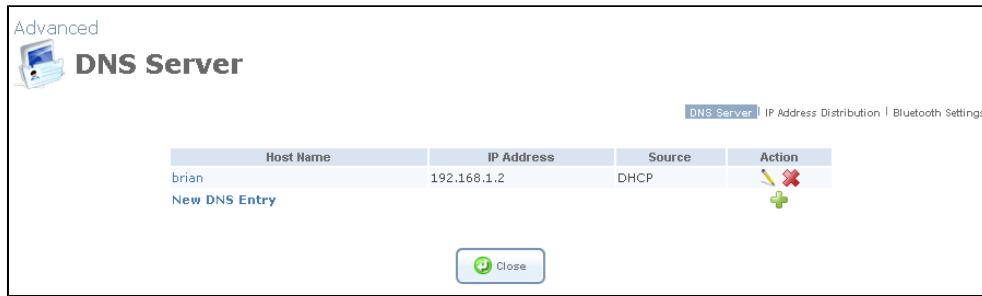 Advanced
DNS Server
DNS Server | IP Address Distribution | Bluetooth Settings
Host Name IP Address Source Action
brian 192.168.1.2 DHCP
New DNS Entry
Close